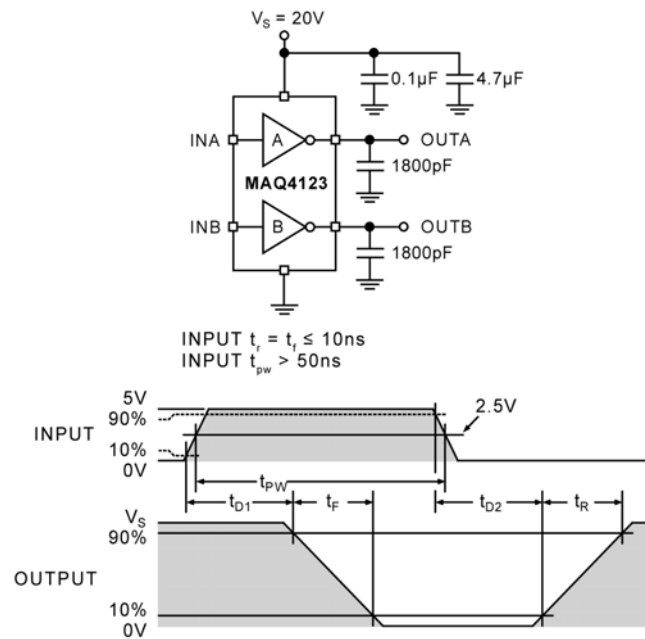 V_S = 20V
0.1µF
4.7µF
INA
A
OUTA
1800pF
MAQ4123
INB
B
OUTB
1800pF
INPUT t_r = t_f ≤ 10ns
INPUT t_pw > 50ns
5V
90%
2.5V
INPUT
10%
0V
t_PW
t_D1
t_F
t_D2
t_R
V_S
90%
OUTPUT
10%
0V